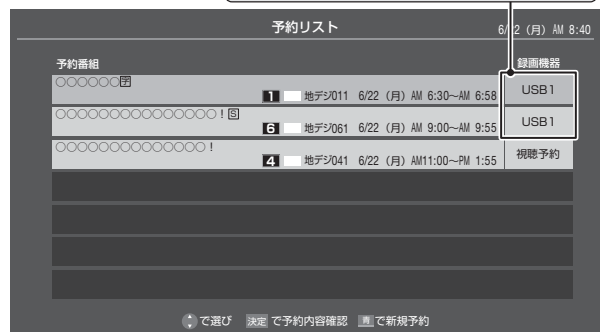 予約リスト
6/22（月）AM 8:40
予約番組 録画機器
○○○○○○字
1 地デジ011 6/22（月）AM 6:30〜AM 6:58 USB1
○○○○○○○○○○○○○○○！S
6 地デジ061 6/22（月）AM 9:00〜AM 9:55 USB1
○○○○○○○○○○○○○○！
4 地デジ041 6/22（月）AM11:00〜PM 1:55 視聴予約
で選び 決定 で予約内容確認 青 で新規予約